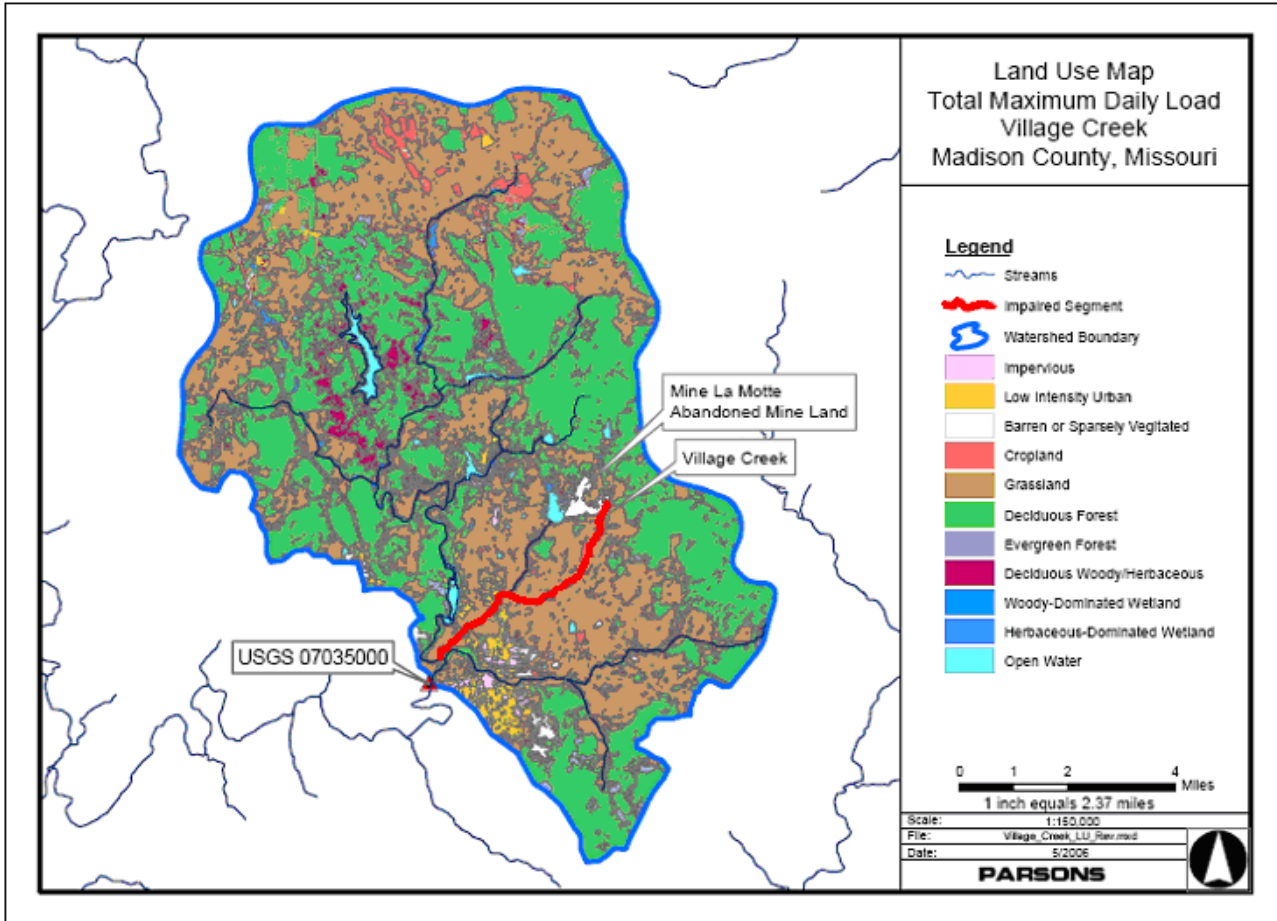 Land Use Map
Total Maximum Daily Load
Village Creek
Madison County, Missouri
Legend
Streams
Impaired Segment
Watershed Boundary
Impervious
Low Intensity Urban
Barren or Sparsely Vegitated
Cropland
Grassland
Deciduous Forest
Evergreen Forest
Deciduous Woody/Herbaceous
Woody-Dominated Wetland
Herbaceous-Dominated Wetland
Open Water
Mine La Motte
Abandoned Mine Land
Village Creek
USGS 07035000
0 1 2 4
Miles
1 inch equals 2.37 miles
Scale: 1:150,000
File: Village_Creek_LU_Rev.mxd
Date: 5/2006
PARSONS